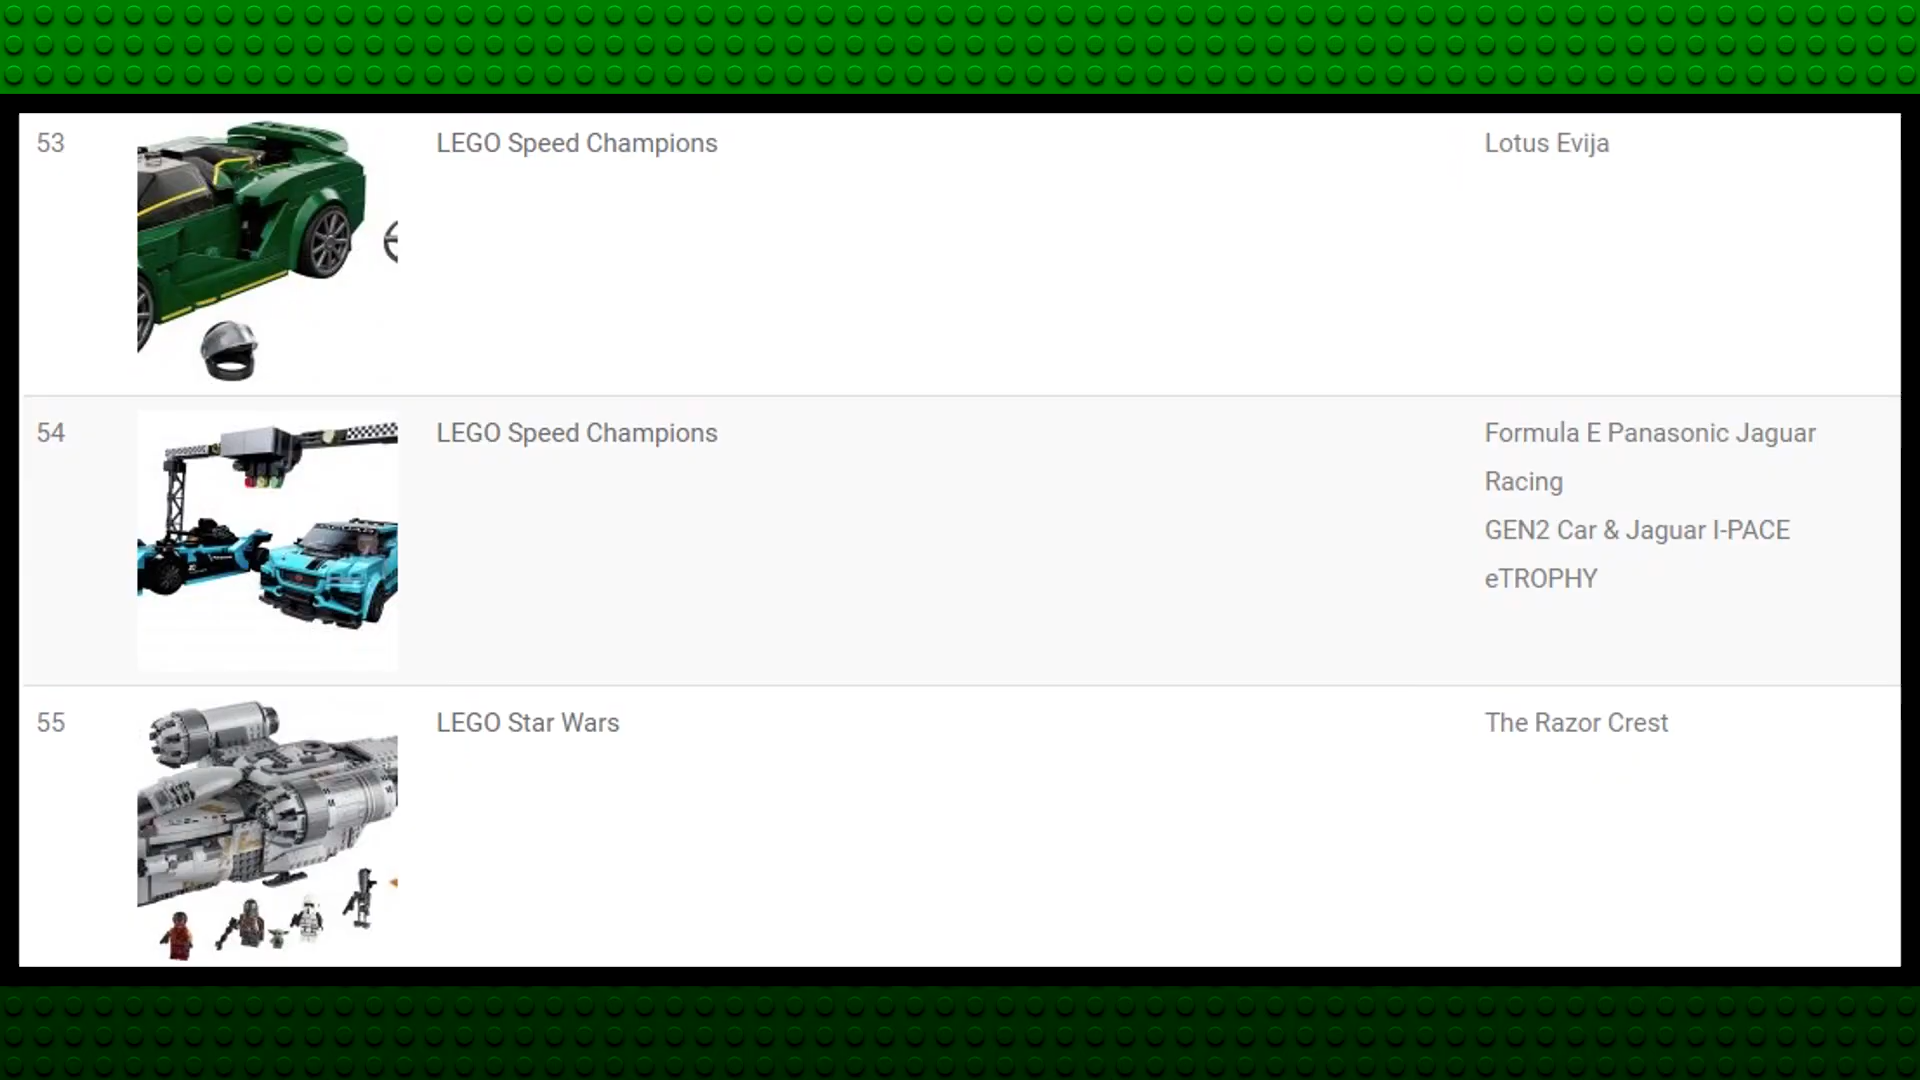 53 LEGO Speed Champions Lotus Evija
54 LEGO Speed Champions Formula E Panasonic Jaguar
Racing
GEN2 Car & Jaguar I-PACE
eTROPHY
55 LEGO Star Wars The Razor Crest